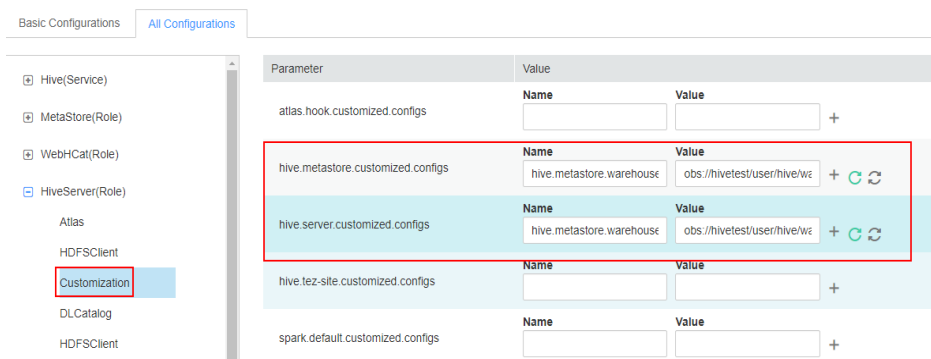 Basic Configurations
All Configurations
Hive(Service)
MetaStore(Role)
WebHCat(Role)
HiveServer(Role)
Atlas
HDFSClient
Customization
DLCatalog
HDFSClient
Parameter Value
Name Value
atlas.hook.customized.configs
Name Value
hive.metastore.customized.configs hive.metastore.warehouse obs://hivetest/user/hive/wa
Name Value
hive.server.customized.configs hive.metastore.warehouse obs://hivetest/user/hive/wa
Name Value
hive.tez-site.customized.configs
Name Value
spark.default.customized.configs